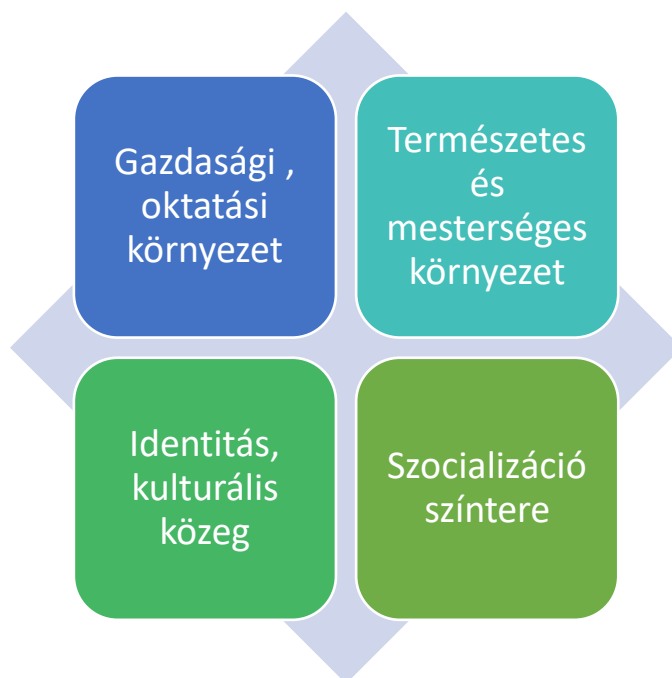 Gazdasági ,
oktatási
környezet
Természetes
és
mesterséges
környezet
Identitás,
kulturális
közeg
Szocializáció
színtere